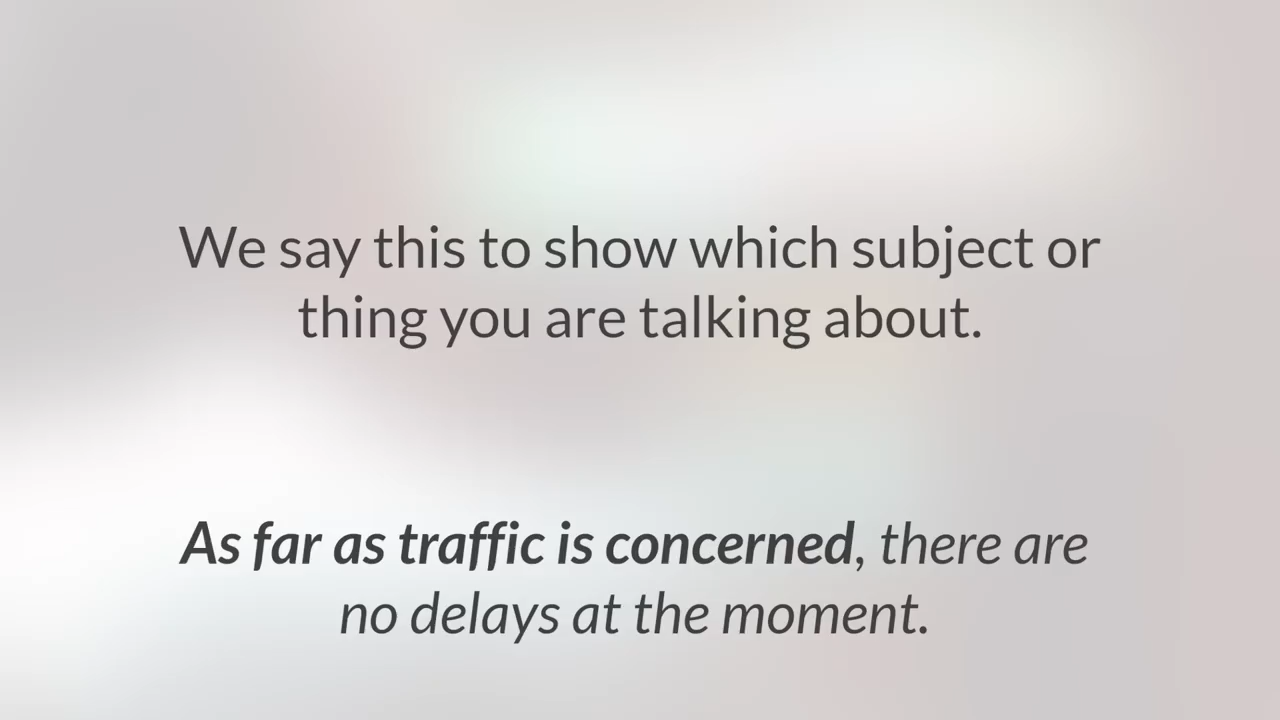 We say this to show which subject or
thing you are talking about.
As far as traffic is concerned, there are
no delays at the moment.